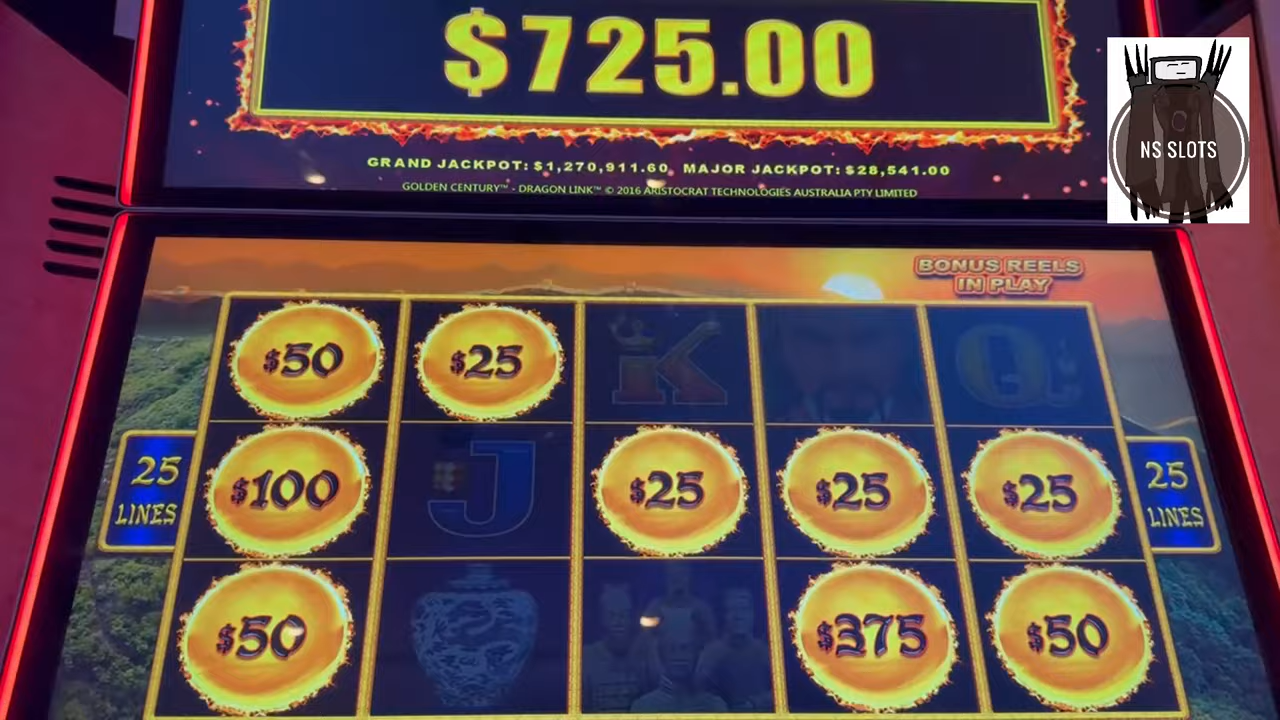 $725.00
GRAND JACKPOT: $1,270,911.60 MAJOR JACKPOT: $28,541.00
GOLDEN CENTURY™ - DRAGON LINK™ © 2016 ARISTOCRAT TECHNOLOGIES AUSTRALIA PTY LIMITED
NS SLOTS
BONUS REELS
IN PLAY
$50 $25 K Q
25
LINES
$100 J $25 $25 $25
25
LINES
$50 $375 $50